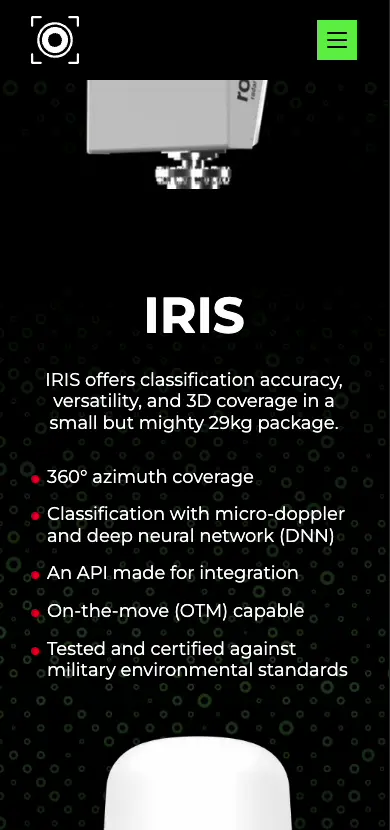 IRIS
IRIS offers classification accuracy,
versatility, and 3D coverage in a
small but mighty 29kg package.
360° azimuth coverage
Classification with micro-doppler
and deep neural network (DNN)
An API made for integration
On-the-move (OTM) capable
Tested and certified against
military environmental standards